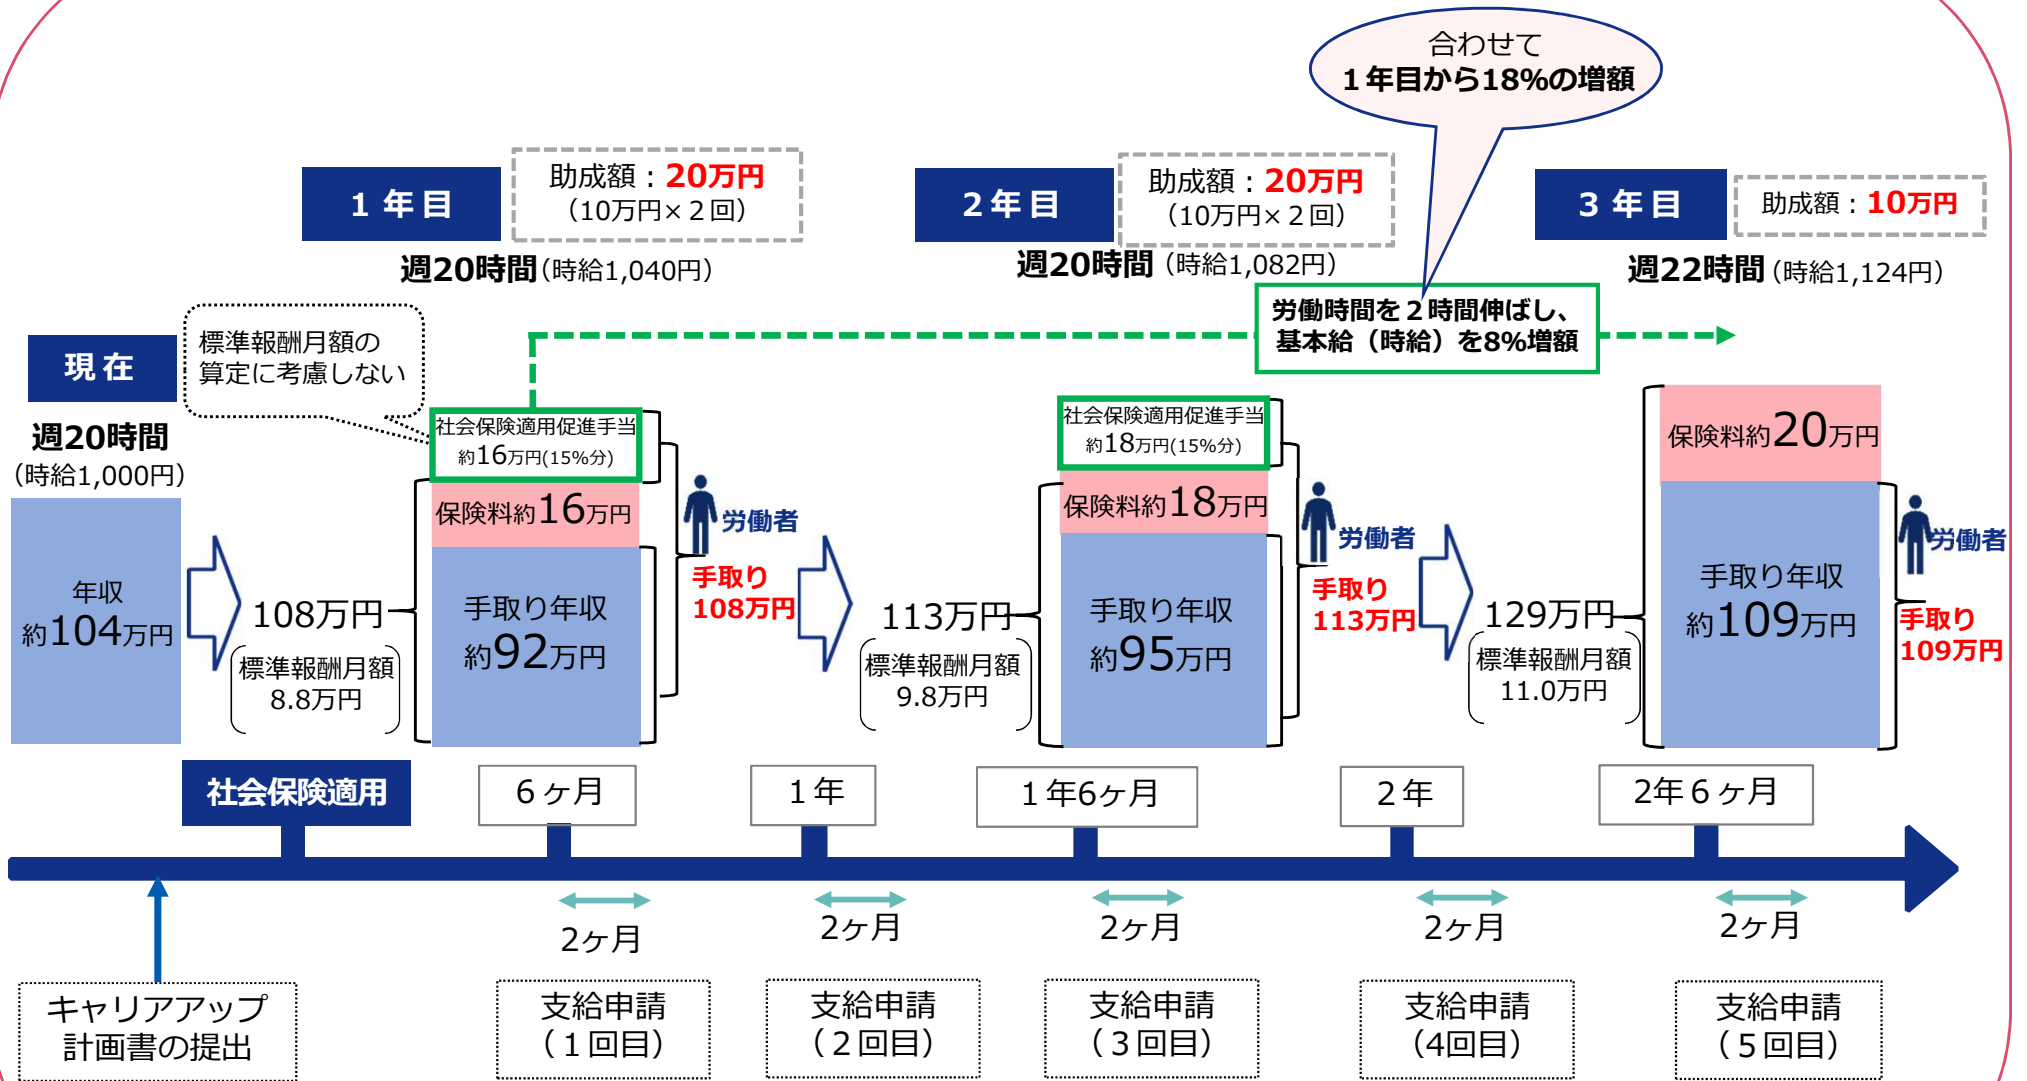 合わせて
１年目から18%の増額
１年目
助成額：20万円
（10万円×２回）
週20時間（時給1,040円）
２年目
助成額：20万円
（10万円×２回）
週20時間（時給1,082円）
３年目
助成額：10万円
週22時間（時給1,124円）
労働時間を２時間伸ばし、
基本給（時給）を8%増額
現在
週20時間
（時給1,000円）
標準報酬月額の
算定に考慮しない
年収
約104万円
社会保険適用促進手当
約16万円(15%分)
保険料約16万円
手取り年収
約92万円
108万円
標準報酬月額
8.8万円
労働者
手取り
108万円
社会保険適用促進手当
約18万円(15%分)
保険料約18万円
手取り年収
約95万円
113万円
標準報酬月額
9.8万円
労働者
手取り
113万円
保険料約20万円
手取り年収
約109万円
129万円
標準報酬月額
11.0万円
労働者
手取り
109万円
社会保険適用
６ヶ月
１年
１年6ヶ月
２年
2年６ヶ月
2ヶ月
2ヶ月
2ヶ月
2ヶ月
2ヶ月
キャリアアップ
計画書の提出
支給申請
（１回目）
支給申請
（２回目）
支給申請
（３回目）
支給申請
（4回目）
支給申請
（５回目）